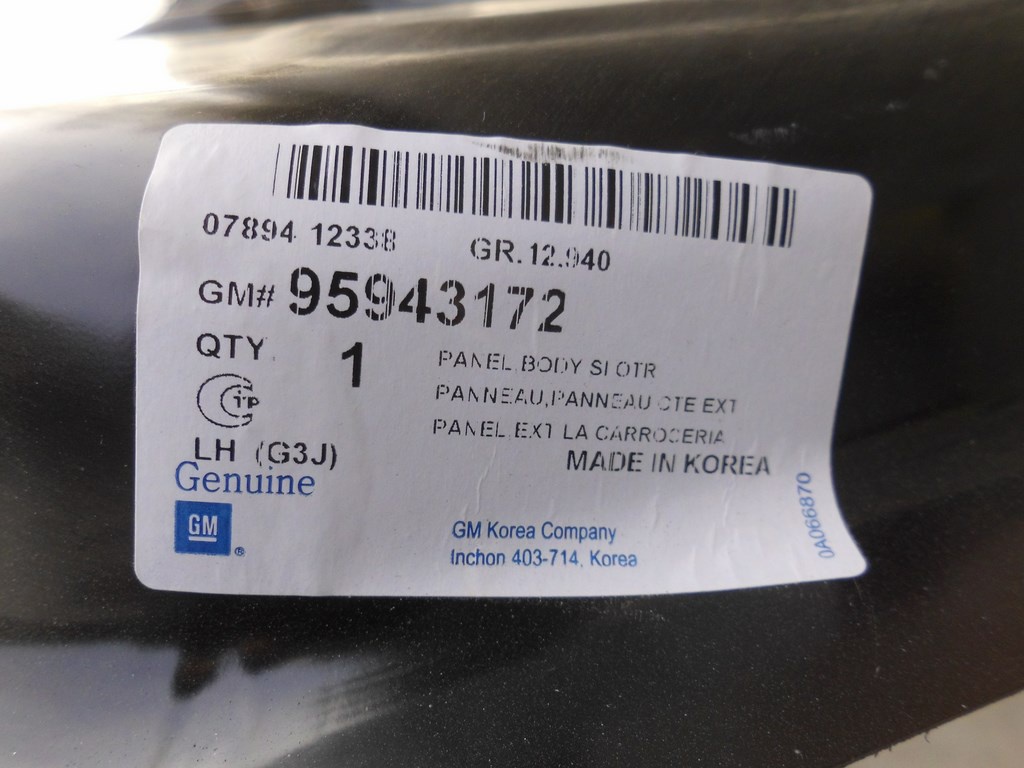 07894 12338 GR.12.940
GM# 95943172
QTY 1
PANEL,BODY SI OTR
PANNEAU,PANNEAU CTE EXT
PANEL,EXT LA CARROCERIA
LH (G3J)
MADE IN KOREA
Genuine
GM ®
GM Korea Company
Inchon 403-714, Korea
0A066870